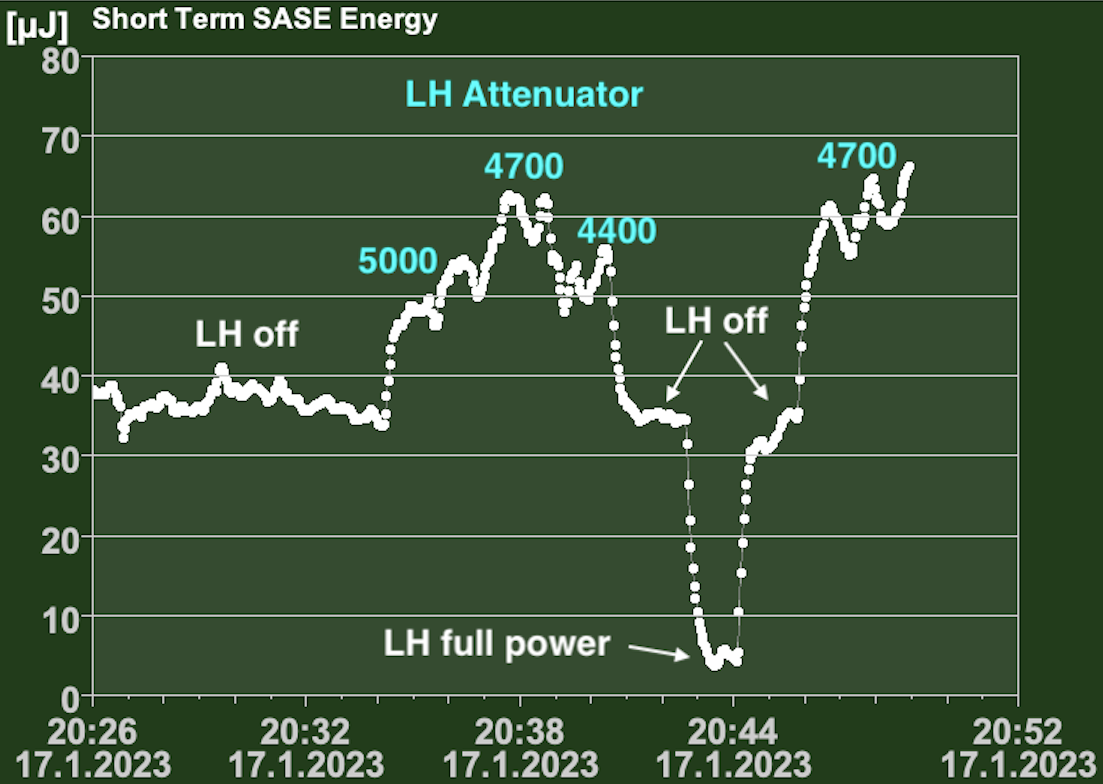 [µJ] Short Term SASE Energy
80
LH Attenuator
70
4700
4700
60
4400
5000
50
LH off
LH off
40
30
20
10
LH full power
0
20:26 20:32 20:38 20:44 20:52
17.1.2023 17.1.2023 17.1.2023 17.1.2023 17.1.2023